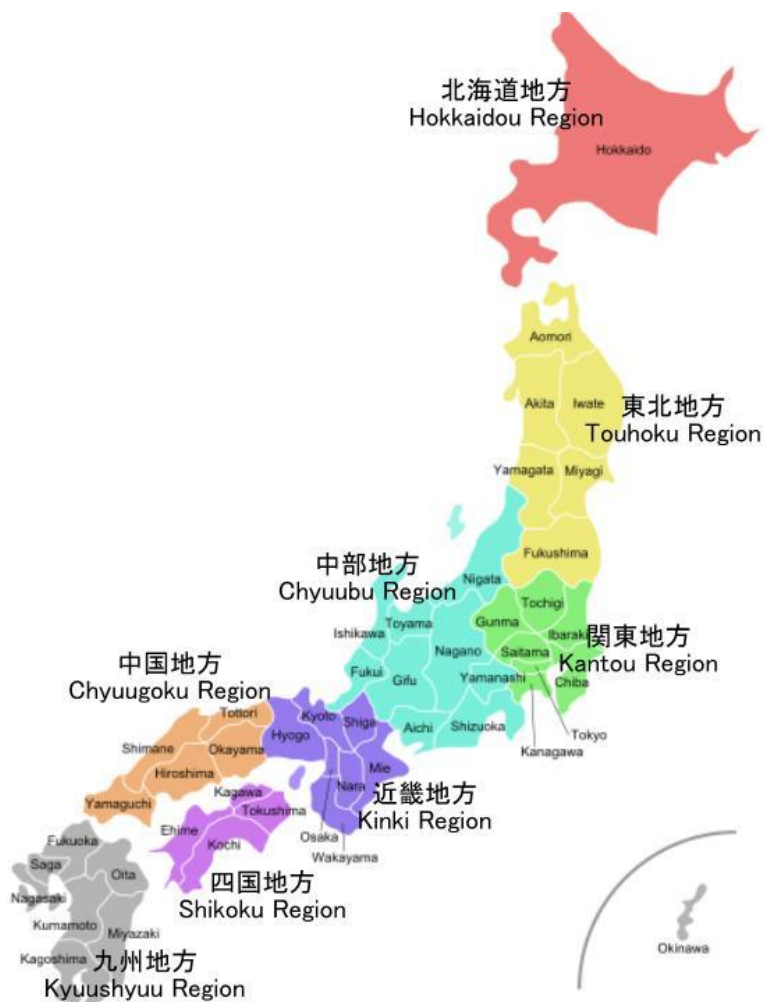 北海道地方
Hokkaidou Region
Hokkaido
Aomori
Akita
Iwate
東北地方
Touhoku Region
Yamagata
Miyagi
Fukushima
中部地方
Chyuubu Region
Nigata
Tochigi
Gunma
Toyama
Ibaraki
Ishikawa
関東地方
Kantou Region
Saitama
Nagano
中国地方
Chyuugoku Region
Fukui
Gifu
Yamanashi
Chiba
Tottori
Kyoto
Shiga
Aichi
Shizuoka
Tokyo
Hyogo
Kanagawa
Shimane
Okayama
Hiroshima
Mie
Nara
近畿地方
Kinki Region
Kagawa
Yamaguchi
Tokushima
Ehime
Osaka
Fukuoka
Kochi
Wakayama
Saga
Oita
四国地方
Shikoku Region
Nagasaki
Kumamoto
Miyazaki
Okinawa
Kagoshima
九州地方
Kyuushyuu Region